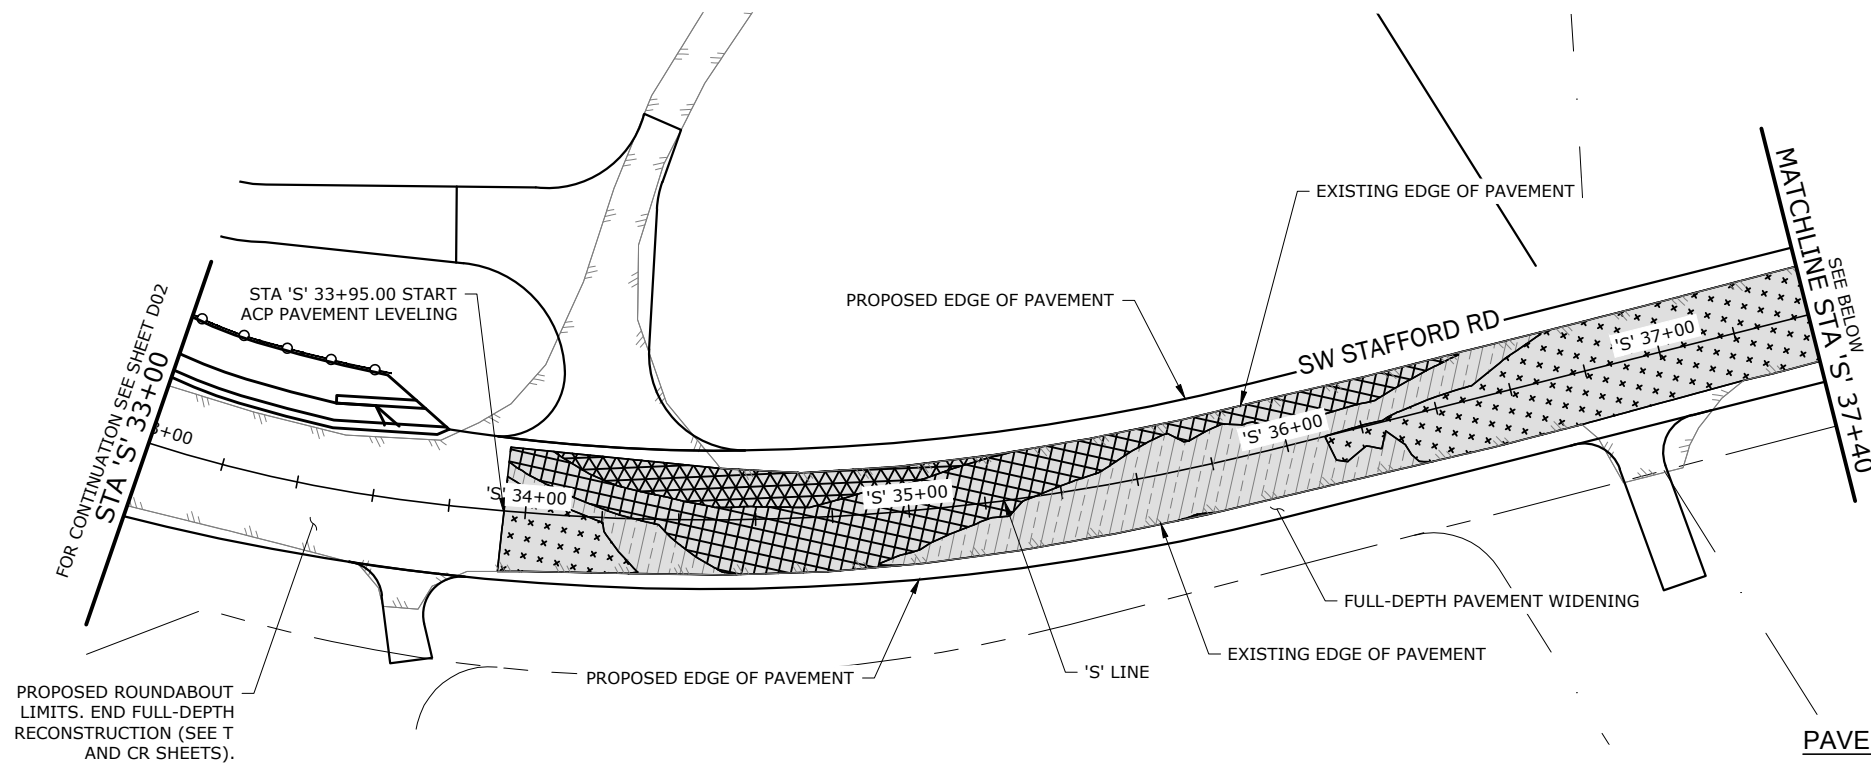 EXISTING EDGE OF PAVEMENT
MATCHLINE STA 'S' 37+40
SEE BELOW
FOR CONTINUATION SEE SHEET D02
STA 'S' 33+00
STA 'S' 33+95.00 START
ACP PAVEMENT LEVELING
PROPOSED EDGE OF PAVEMENT
SW STAFFORD RD
'S' 37+00
'S' 36+00
'S' 35+00
'S' 34+00
3+00
FULL-DEPTH PAVEMENT WIDENING
EXISTING EDGE OF PAVEMENT
'S' LINE
PROPOSED EDGE OF PAVEMENT
PROPOSED ROUNDABOUT
LIMITS. END FULL-DEPTH
RECONSTRUCTION (SEE T
AND CR SHEETS).
PAVE